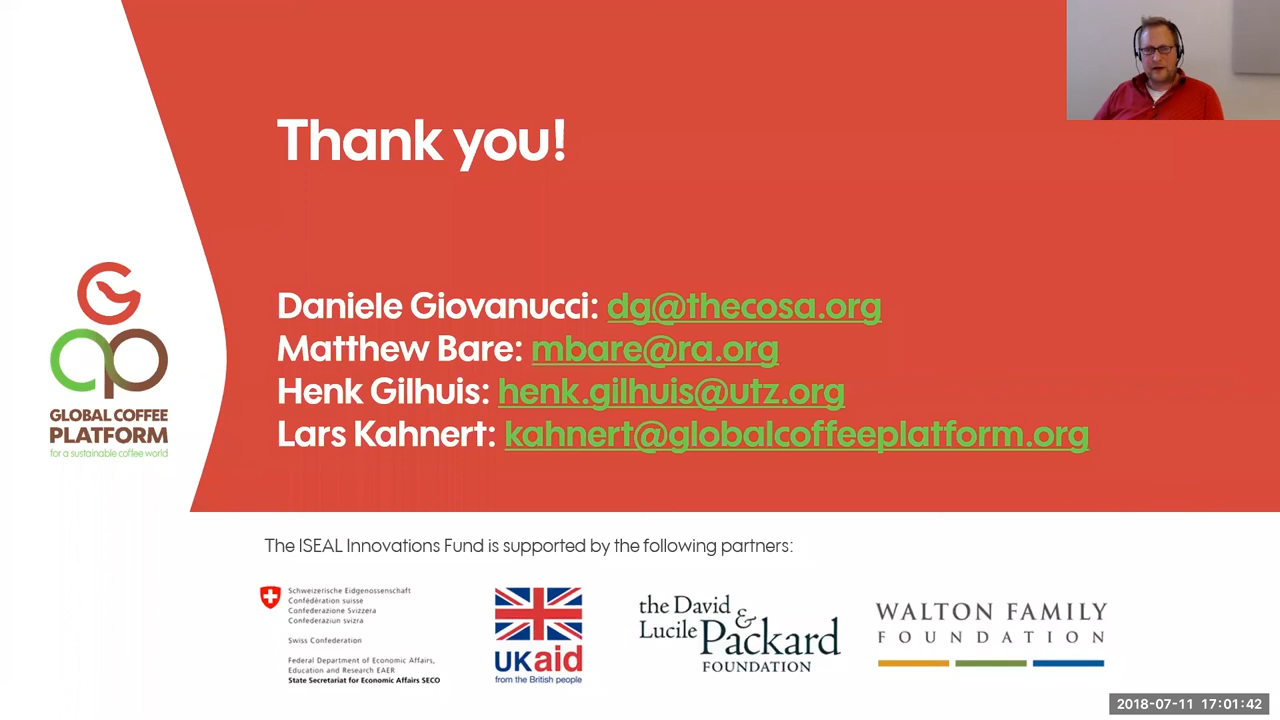 Thank you!
Daniele Giovanucci: dg@thecosa.org
Matthew Bare: mbare@ra.org
Henk Gilhuis: henk.gilhuis@utz.org
Lars Kahnert: kahnert@globalcoffeeplatform.org
GLOBAL COFFEE
PLATFORM
for a sustainable coffee world
The ISEAL Innovations Fund is supported by the following partners:
Schweizerische Eidgenossenschaft
Confédération suisse
Confederazione Svizzera
Confederaziun svizra
Swiss Confederation
Federal Department of Economic Affairs,
Education and Research EAER
State Secretariat for Economic Affairs SECO
UKaid
from the British people
the David &
Lucile Packard
FOUNDATION
WALTON FAMILY
FOUNDATION
2018-07-11 17:01:42